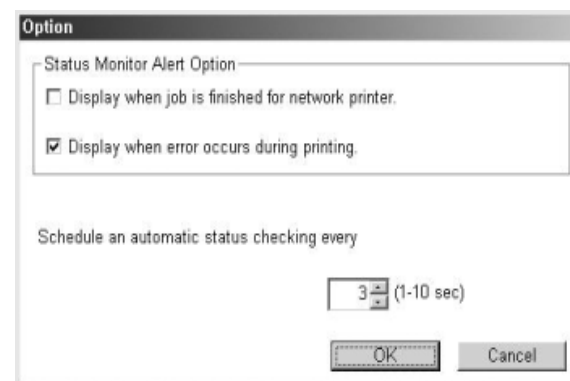 Option
Status Monitor Alert Option
Display when job is finished for network printer.
Display when error occurs during printing.
Schedule an automatic status checking every
3 (1-10 sec)
OK Cancel